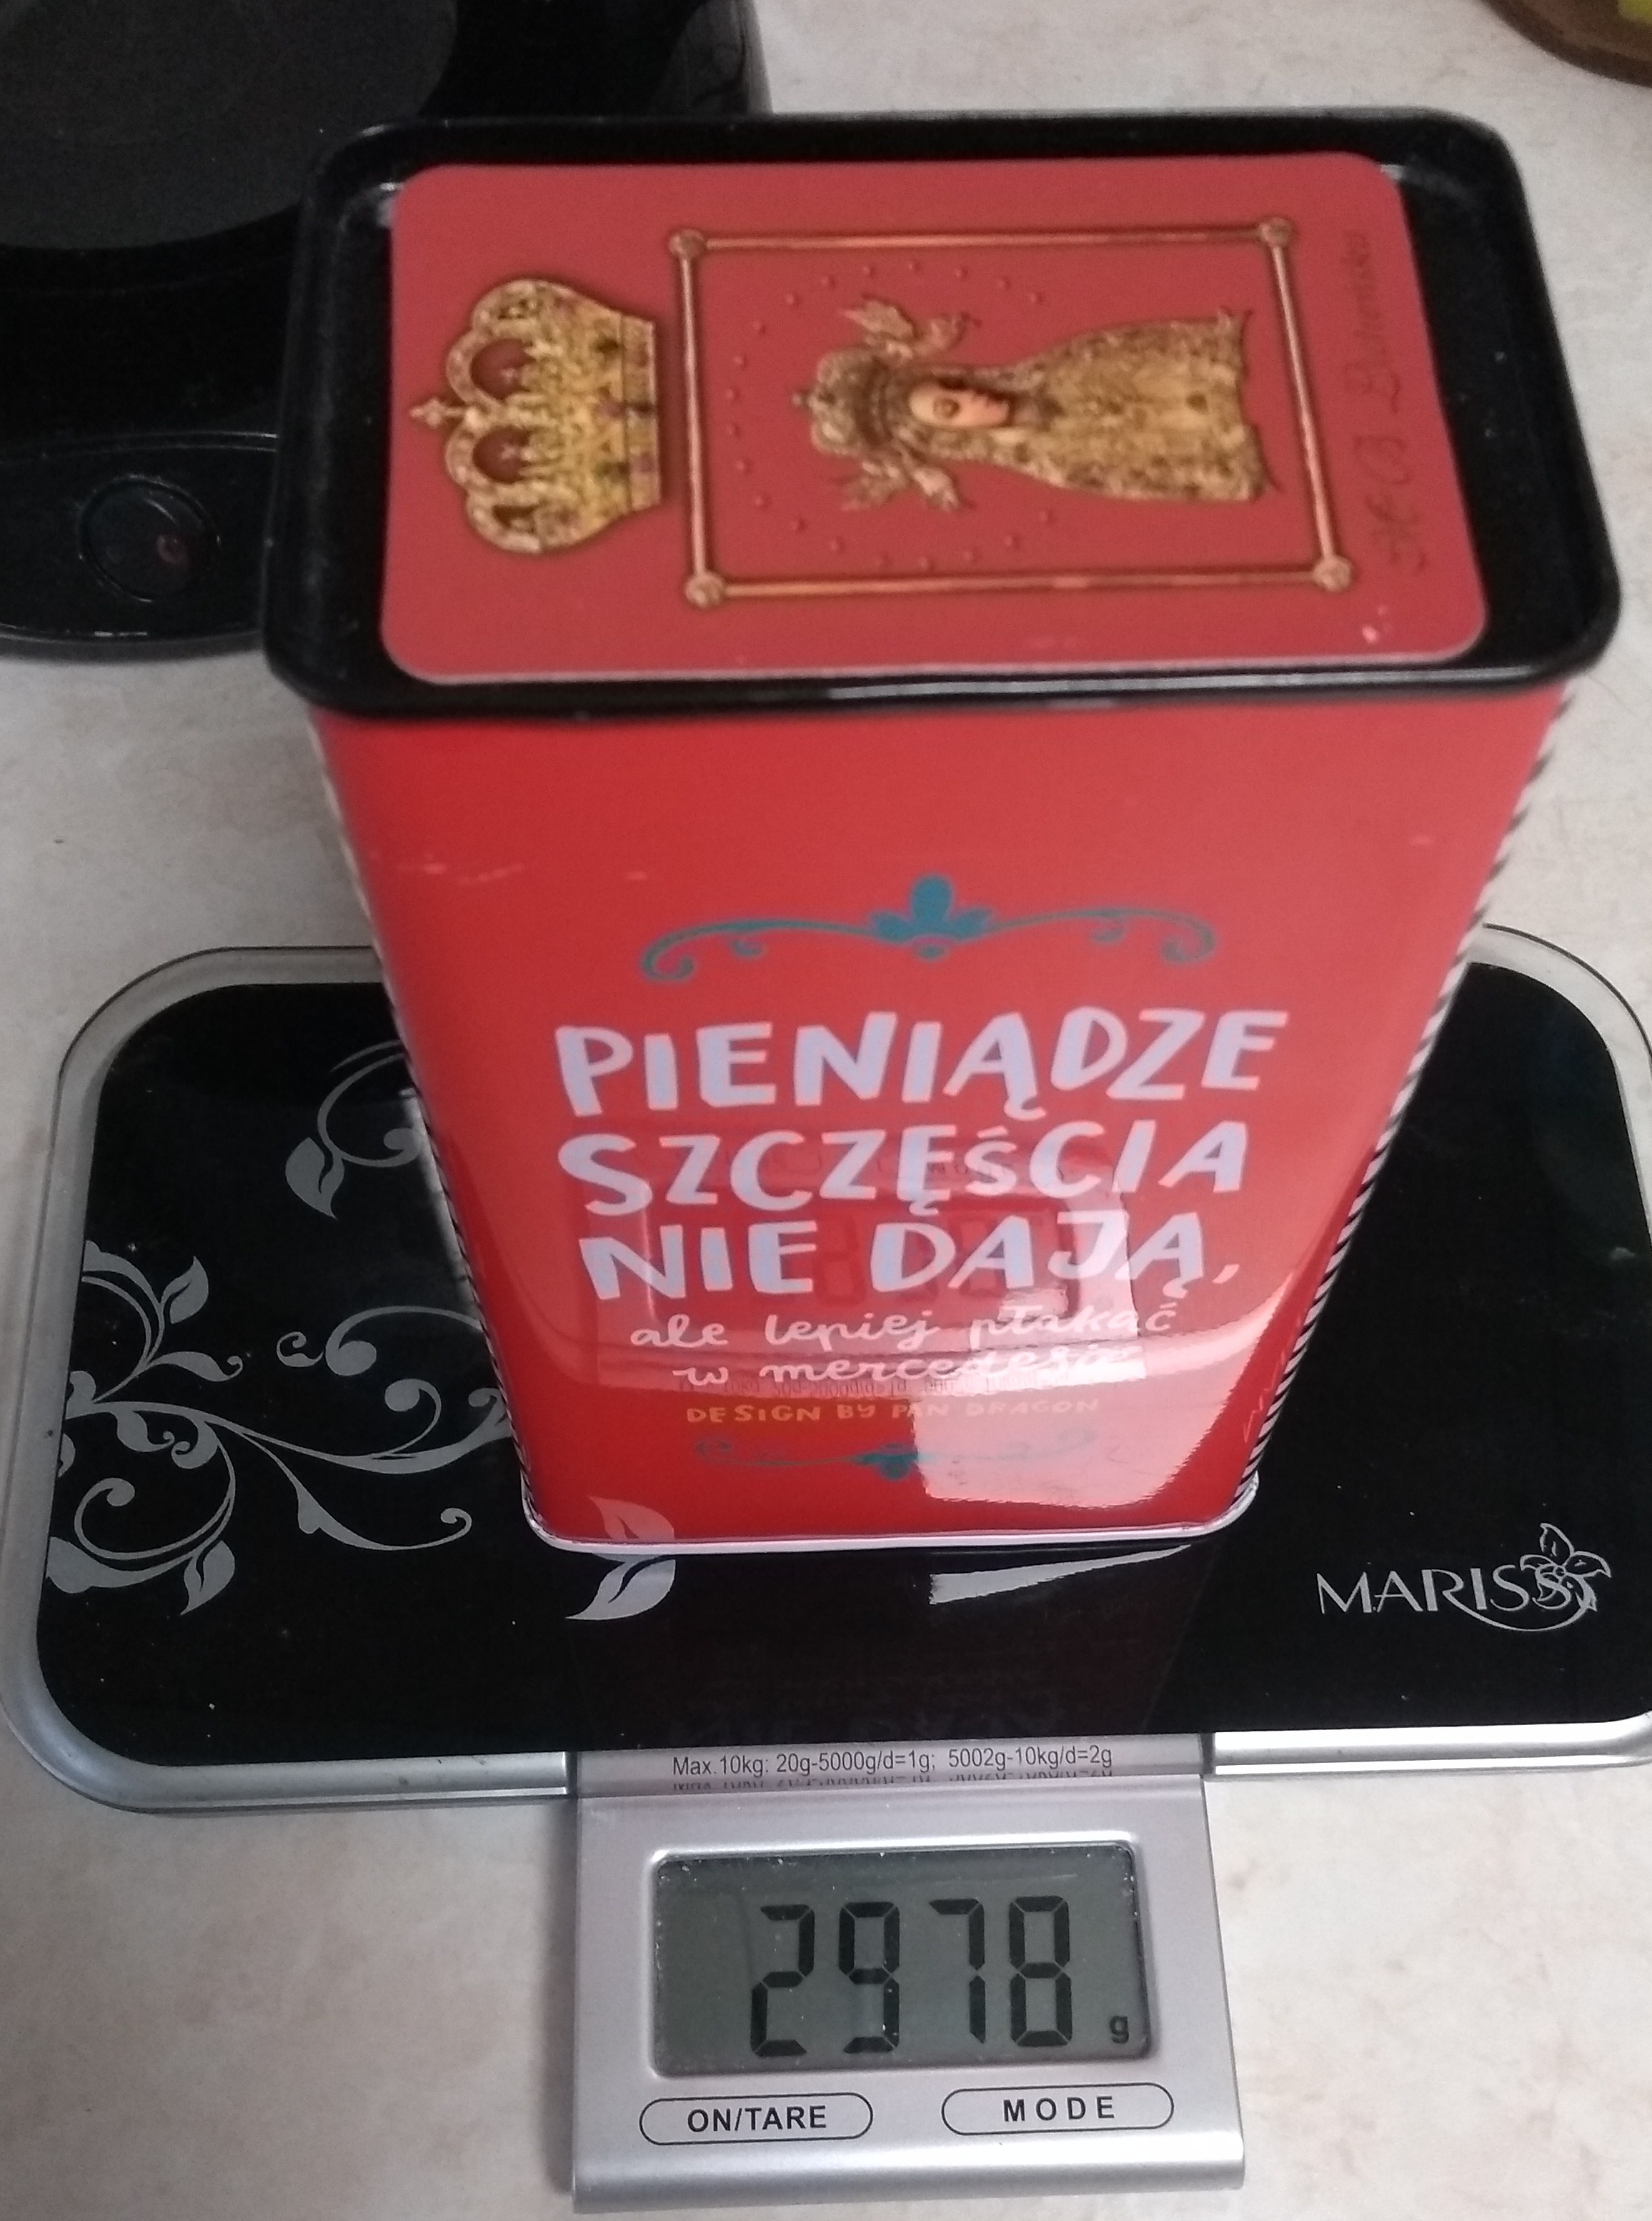 PIENIĄDZE
SZCZĘŚCIA
NIE DAJĄ,
ale lepiej płakać
w mercedesie
DESIGN BY PAN DRAGON
MARISS
Max.10kg: 20g-5000g/d=1g; 5002g-10kg/d=2g
2978 g
ON/TARE MODE